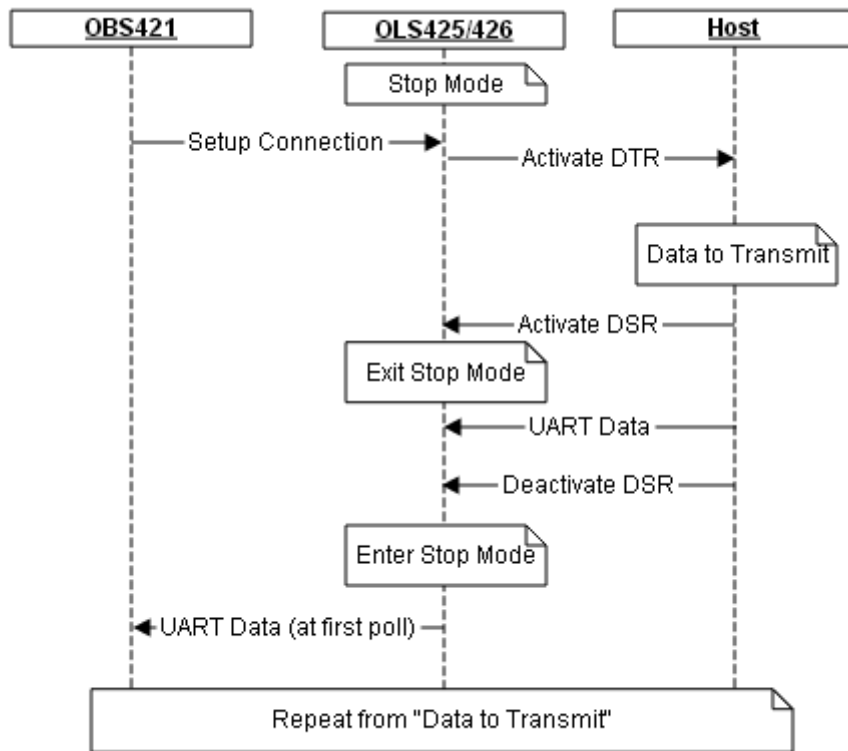 OBS421
OLS425/426
Host
Stop Mode
Setup Connection
Activate DTR
Data to Transmit
Activate DSR
Exit Stop Mode
UART Data
Deactivate DSR
Enter Stop Mode
UART Data (at first poll)
Repeat from "Data to Transmit"